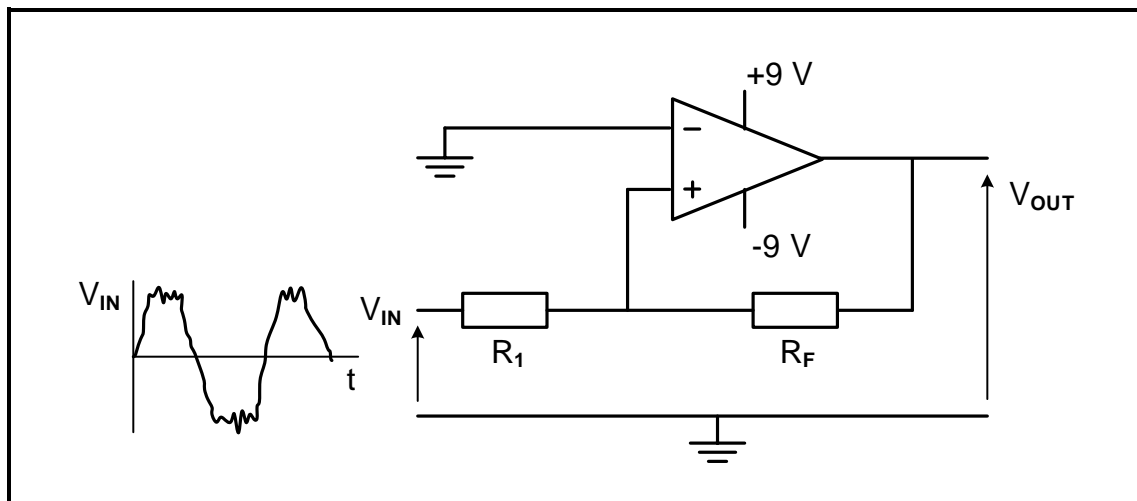 +9 V
−
+
-9 V
V_OUT
V_IN
t
V_IN
R_1
R_F